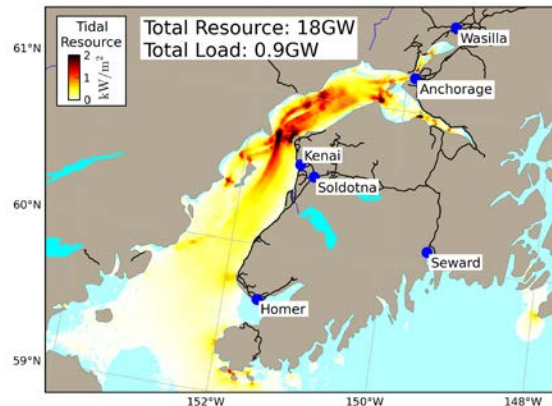 61°N
Tidal
Resource
2
1
0
kW/m²
Total Resource: 18GW
Total Load: 0.9GW
Wasilla
Anchorage
Kenai
Soldotna
60°N
Seward
Homer
59°N
152°W
150°W
148°W